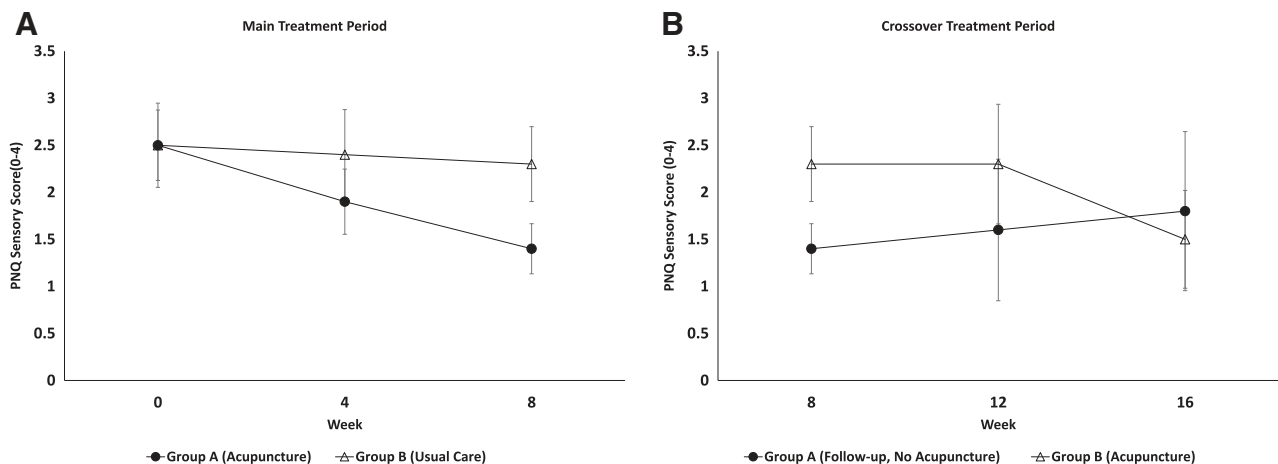 A
Main Treatment Period
3.5
3
2.5
2
1.5
1
0.5
0
PNQ Sensory Score(0-4)
0 4 8
Week
Group A (Acupuncture) Group B (Usual Care)
B
Crossover Treatment Period
3.5
3
2.5
2
1.5
1
0.5
0
PNQ Sensory Score (0-4)
8 12 16
Week
Group A (Follow-up, No Acupuncture) Group B (Acupuncture)